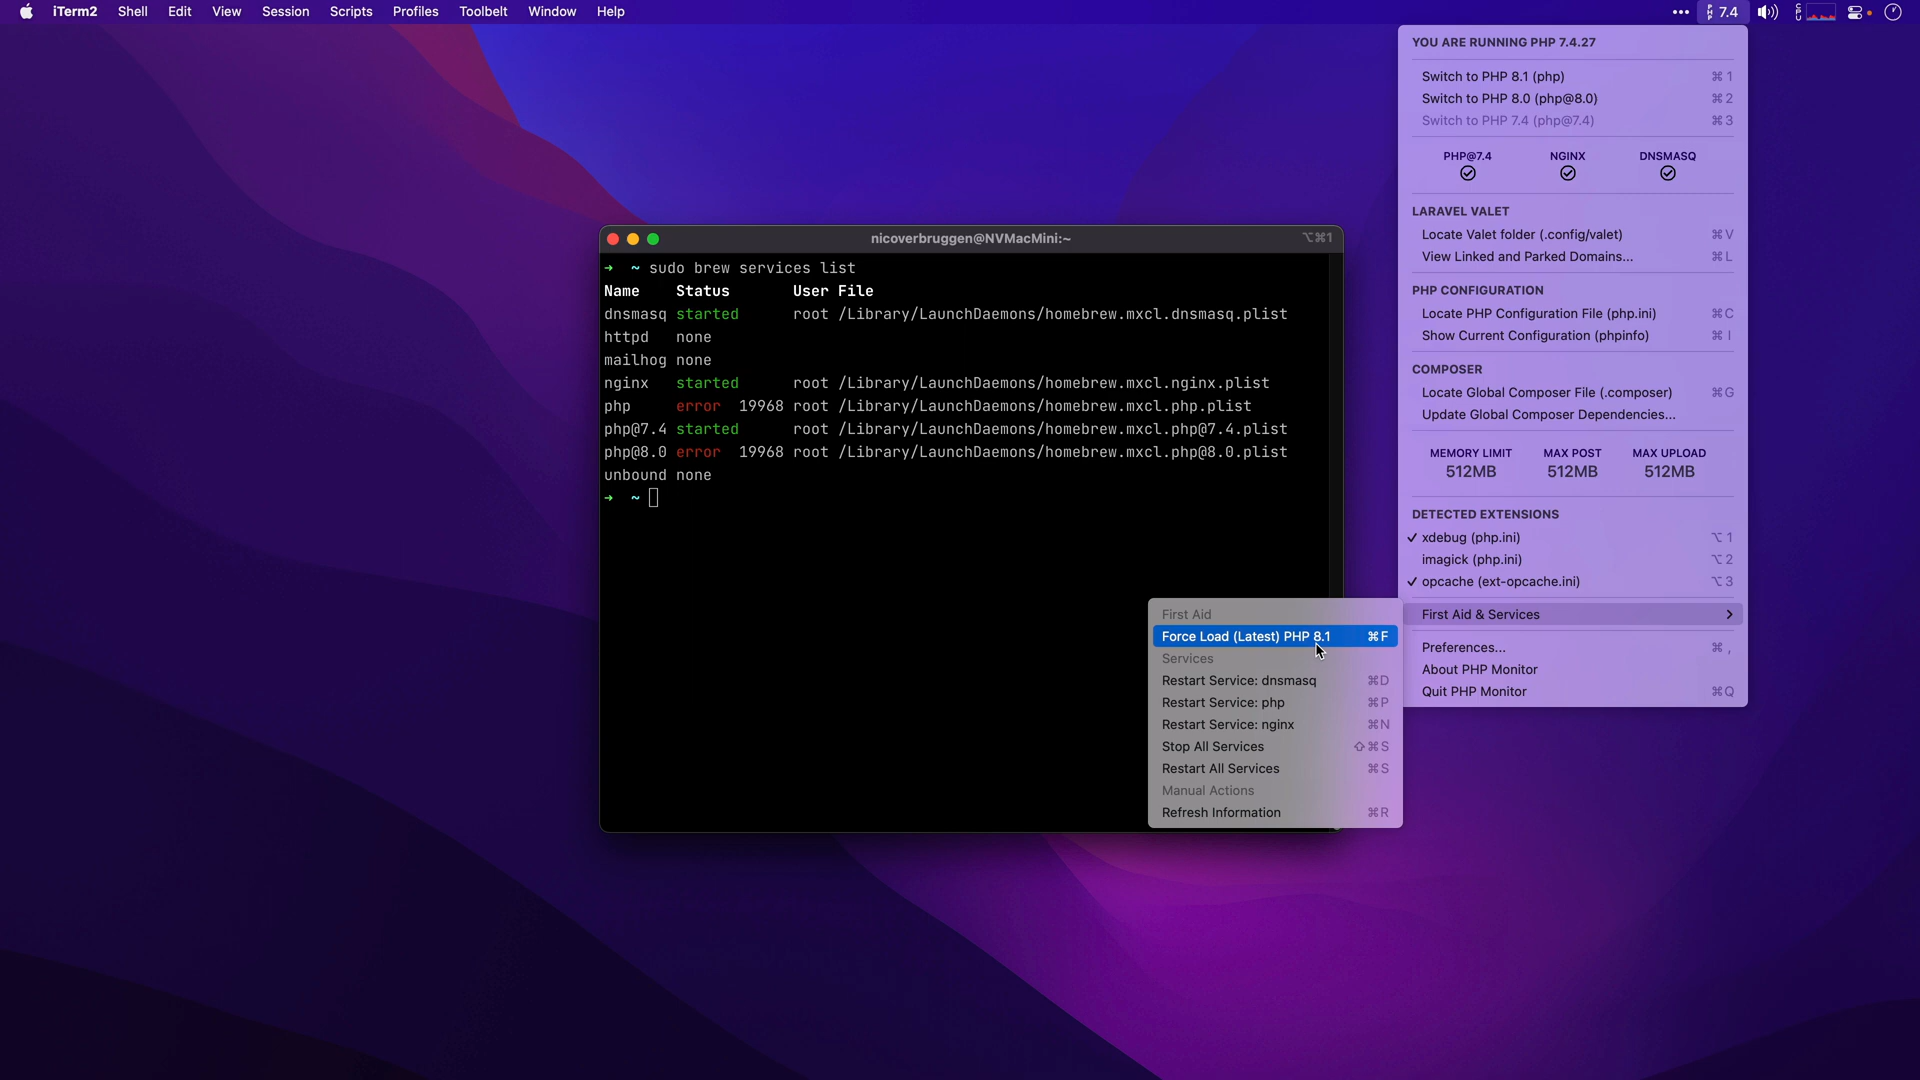 iTerm2 Shell Edit View Session Scripts Profiles Toolbelt Window Help
••• PHP 7.4 CPU
YOU ARE RUNNING PHP 7.4.27
Switch to PHP 8.1 (php) ⌘ 1
Switch to PHP 8.0 (php@8.0) ⌘ 2
Switch to PHP 7.4 (php@7.4) ⌘ 3
PHP@7.4 NGINX DNSMASQ
LARAVEL VALET
Locate Valet folder (.config/valet) ⌘ V
View Linked and Parked Domains... ⌘ L
PHP CONFIGURATION
Locate PHP Configuration File (php.ini) ⌘ C
Show Current Configuration (phpinfo) ⌘ I
COMPOSER
Locate Global Composer File (.composer) ⌘ G
Update Global Composer Dependencies...
MEMORY LIMIT MAX POST MAX UPLOAD
512MB 512MB 512MB
DETECTED EXTENSIONS
✓ xdebug (php.ini) ⌥ 1
imagick (php.ini) ⌥ 2
✓ opcache (ext-opcache.ini) ⌥ 3
First Aid & Services >
Preferences... ⌘ ,
About PHP Monitor
Quit PHP Monitor ⌘ Q
nicoverbruggen@NVMacMini:~ ⌥⌘1
→ ~ sudo brew services list
Name Status User File
dnsmasq started root /Library/LaunchDaemons/homebrew.mxcl.dnsmasq.plist
httpd none
mailhog none
nginx started root /Library/LaunchDaemons/homebrew.mxcl.nginx.plist
php error 19968 root /Library/LaunchDaemons/homebrew.mxcl.php.plist
php@7.4 started root /Library/LaunchDaemons/homebrew.mxcl.php@7.4.plist
php@8.0 error 19968 root /Library/LaunchDaemons/homebrew.mxcl.php@8.0.plist
unbound none
→ ~
First Aid
Force Load (Latest) PHP 8.1 ⌘ F
Services
Restart Service: dnsmasq ⌘ D
Restart Service: php ⌘ P
Restart Service: nginx ⌘ N
Stop All Services ⇧ ⌘ S
Restart All Services ⌘ S
Manual Actions
Refresh Information ⌘ R